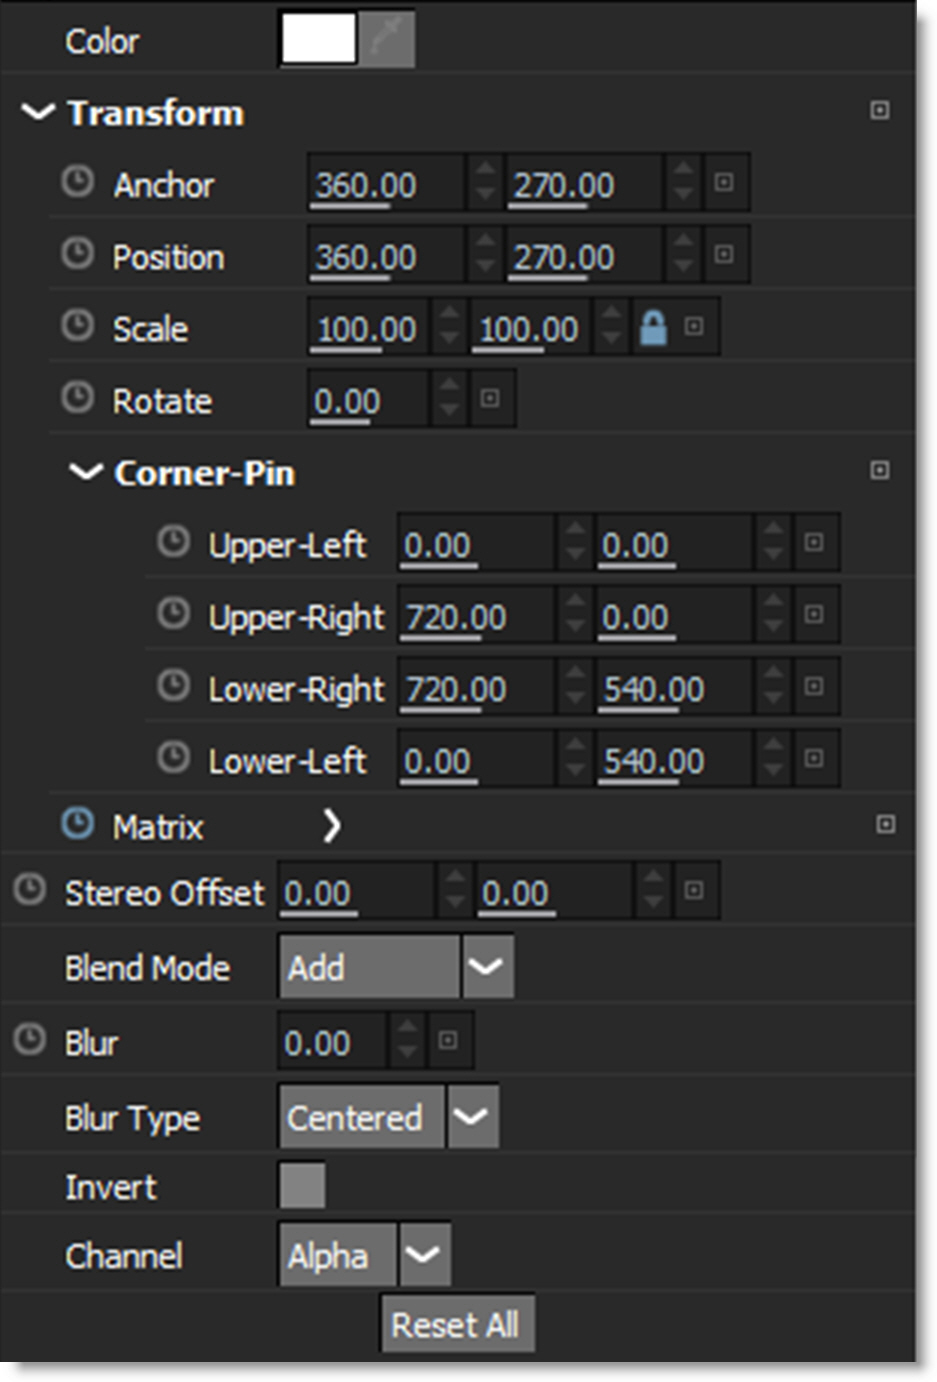 Color
Transform
Anchor 360.00 270.00
Position 360.00 270.00
Scale 100.00 100.00
Rotate 0.00
Corner-Pin
Upper-Left 0.00 0.00
Upper-Right 720.00 0.00
Lower-Right 720.00 540.00
Lower-Left 0.00 540.00
Matrix
Stereo Offset 0.00 0.00
Blend Mode Add
Blur 0.00
Blur Type Centered
Invert
Channel Alpha
Reset All